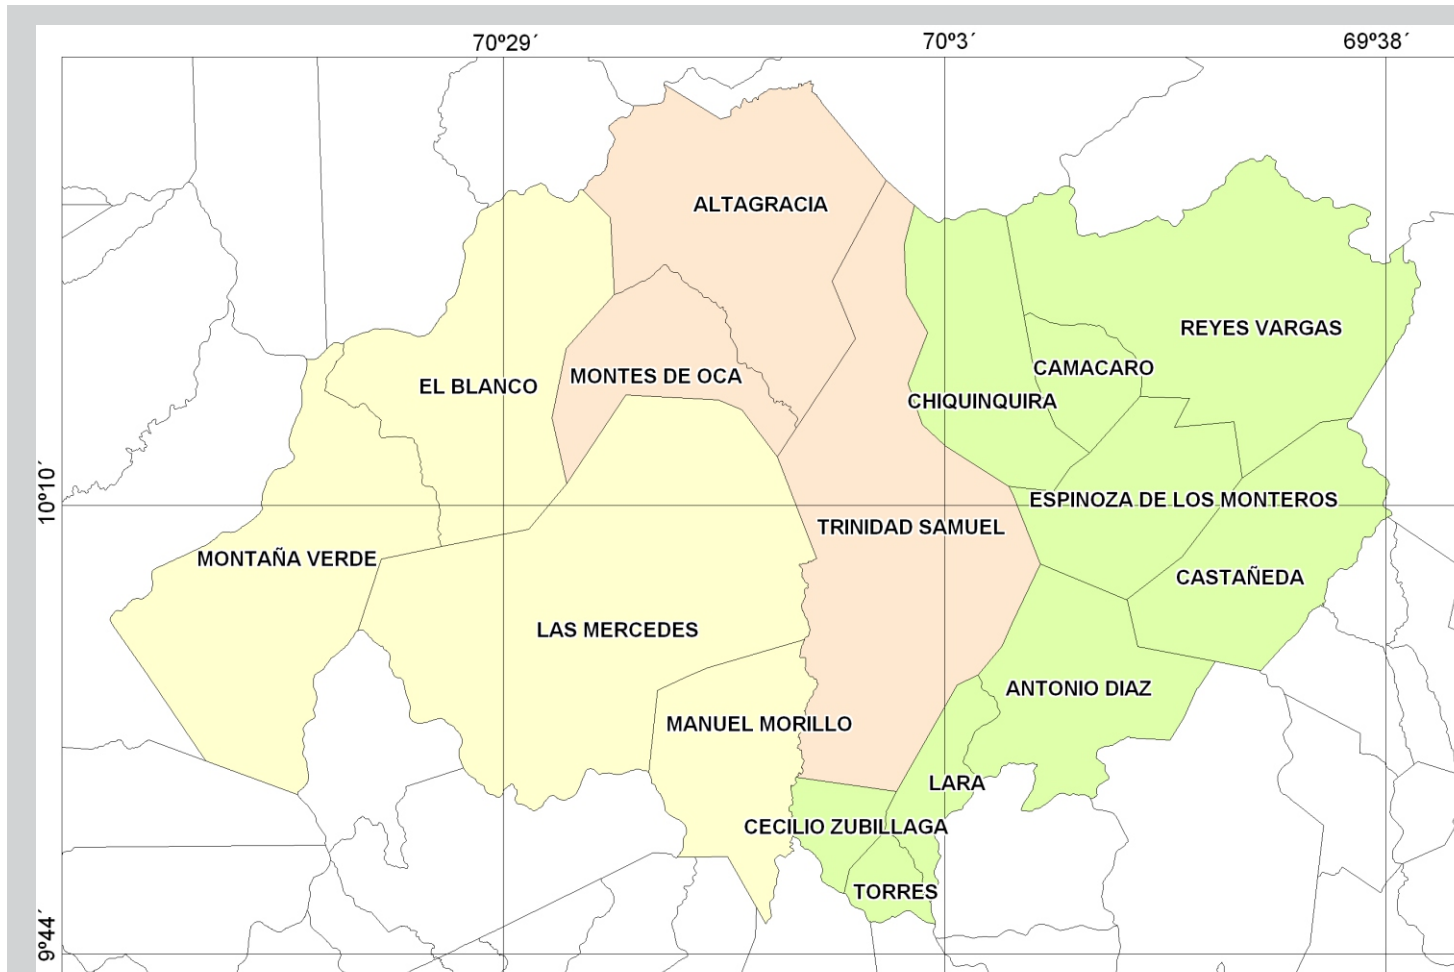 70º29´
70º3´
69º38´
ALTAGRACIA
REYES VARGAS
CAMACARO
MONTES DE OCA
EL BLANCO
CHIQUINQUIRA
10º10´
ESPINOZA DE LOS MONTEROS
TRINIDAD SAMUEL
MONTAÑA VERDE
CASTAÑEDA
LAS MERCEDES
ANTONIO DIAZ
MANUEL MORILLO
LARA
CECILIO ZUBILLAGA
TORRES
9º44´